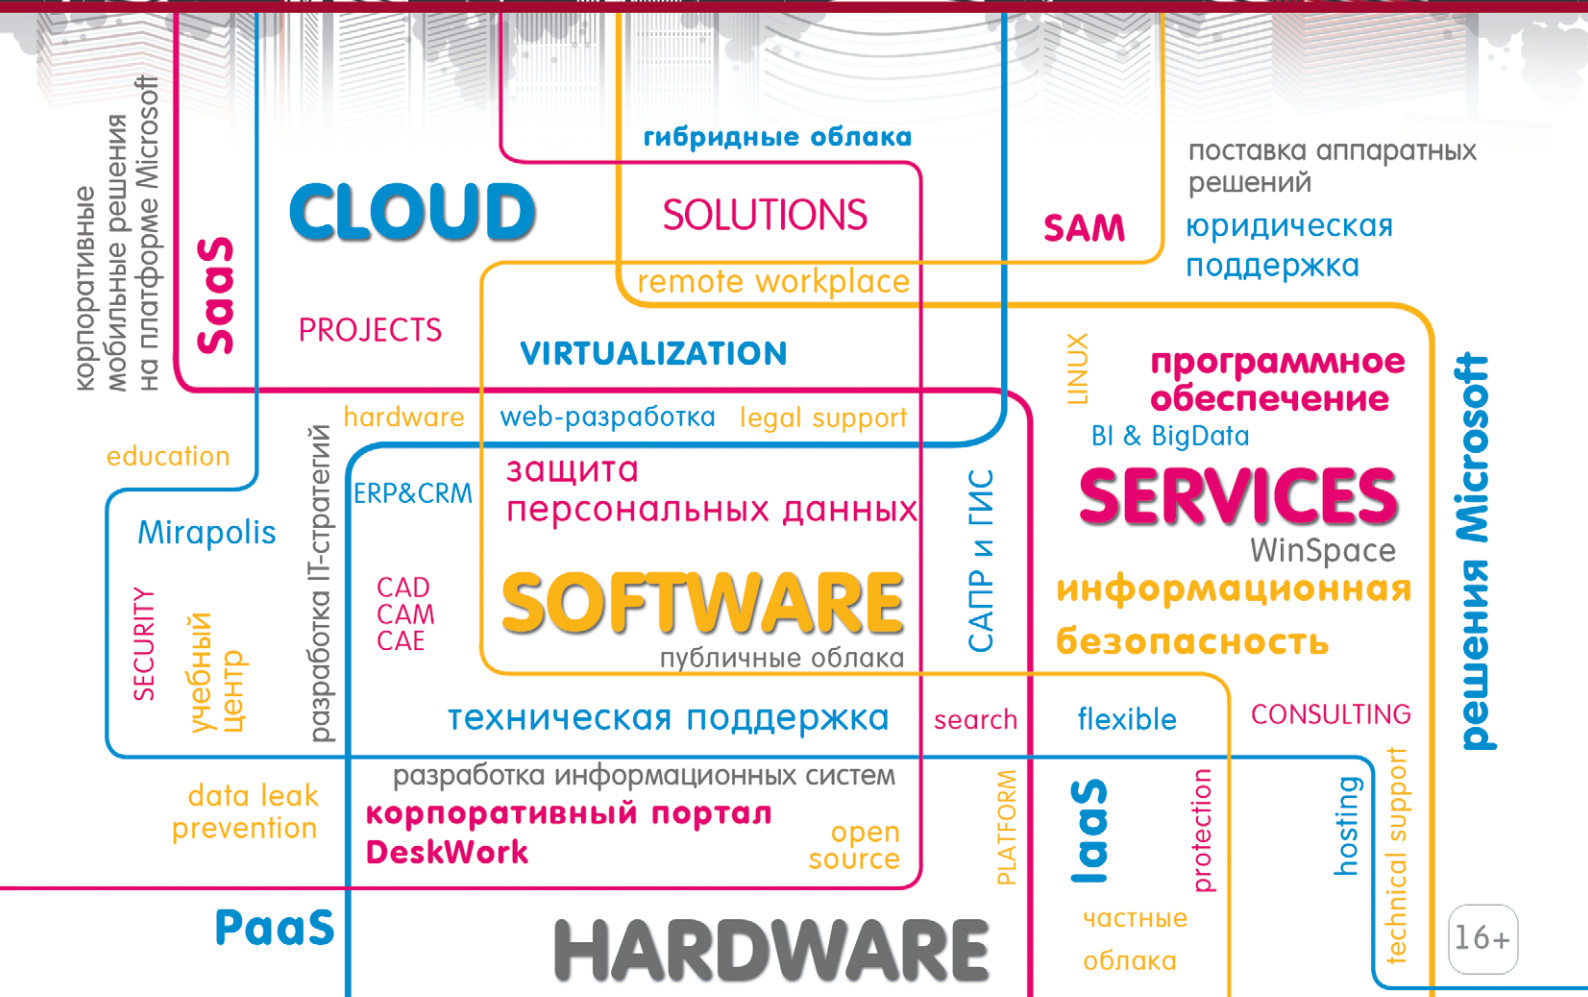 корпоративные
мобильные решения
на платформе Microsoft
SaaS
CLOUD
PROJECTS
гибридные облака
SOLUTIONS
remote workplace
SAM
поставка аппаратных
решений
юридическая
поддержка
VIRTUALIZATION
hardware
web-разработка
legal support
LINUX
программное
обеспечение
BI & BigData
SERVICES
WinSpace
информационная
безопасность
решения Microsoft
education
Mirapolis
SECURITY
учебный
центр
разработка IT-стратегий
ERP&CRM
защита
персональных данных
CAD
CAM
CAE
SOFTWARE
публичные облака
САПР и ГИС
техническая поддержка
search
flexible
CONSULTING
data leak
prevention
разработка информационных систем
корпоративный портал
DeskWork
open
source
PLATFORM
IaaS
protection
hosting
technical support
PaaS
HARDWARE
частные
облака
16+